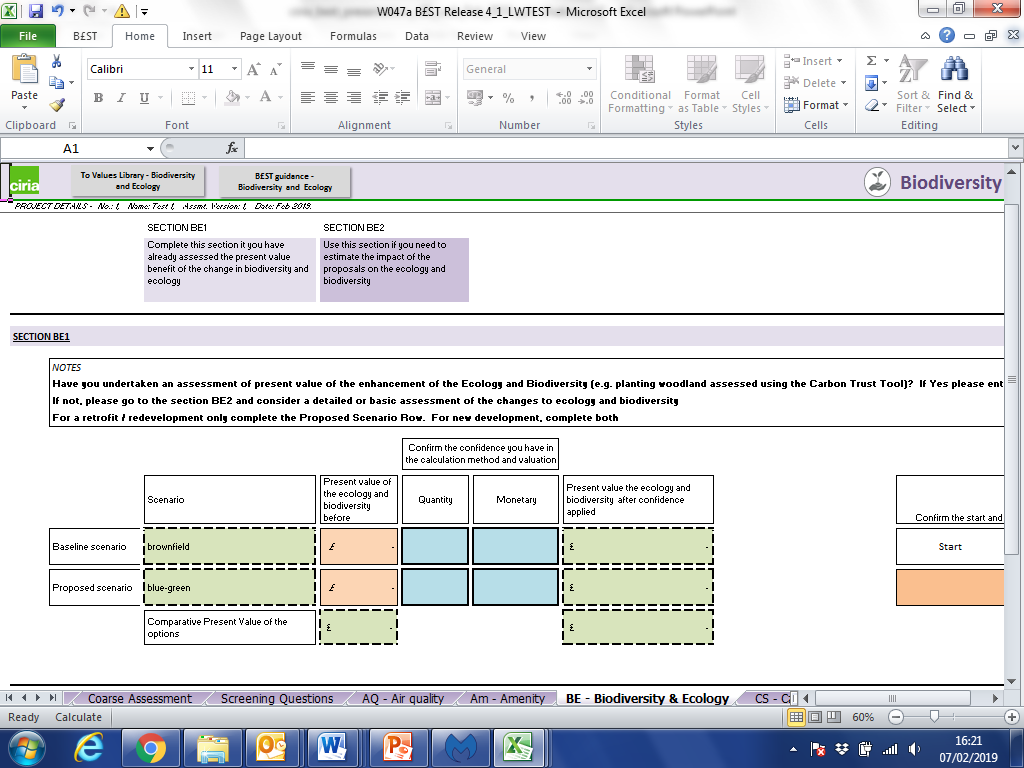 W047a B£ST Release 4_1_LWTEST - Microsoft Excel
File B£ST Home Insert Page Layout Formulas Data Review View
Paste
Calibri 11
B I U
General
Conditional Formatting
Format as Table
Cell Styles
Insert
Delete
Format
Sort & Filter
Find & Select
Clipboard Font Alignment Number Styles Cells Editing
A1 fx
ciria
To Values Library - Biodiversity
and Ecology
B£ST guidance -
Biodiversity and Ecology
Biodiversity
PROJECT DETAILS - No.: 1, Name: Test 1, Assmt. Version: 1, Date: Feb 2019.
SECTION BE1 SECTION BE2
Complete this section it you have
already assessed the present value
benefit of the change in biodiversity and
ecology
Use this section if you need to
estimate the impact of the
proposals on the ecology and
biodiversity
SECTION BE1
NOTES
Have you undertaken an assessment of present value of the enhancement of the Ecology and Biodiversity (e.g. planting woodland assessed using the Carbon Trust Tool)? If Yes please ent
If not, please go to the section BE2 and consider a detailed or basic assessment of the changes to ecology and biodiversity
For a retrofit / redevelopment only complete the Proposed Scenario Row. For new development, complete both
Confirm the confidence you have in
the calculation method and valuation
Scenario
Present value of
the ecology and
biodiversity
before
Quantity
Monetary
Present value the ecology and
biodiversity after confidence
applied
Confirm the start and
Baseline scenario brownfield £ - £ - Start
Proposed scenario blue-green £ - £ -
Comparative Present Value of the
options
£ - £ -
Coarse Assessment Screening Questions AQ - Air quality Am - Amenity BE - Biodiversity & Ecology CS - C
Ready Calculate 60%
16:21
07/02/2019